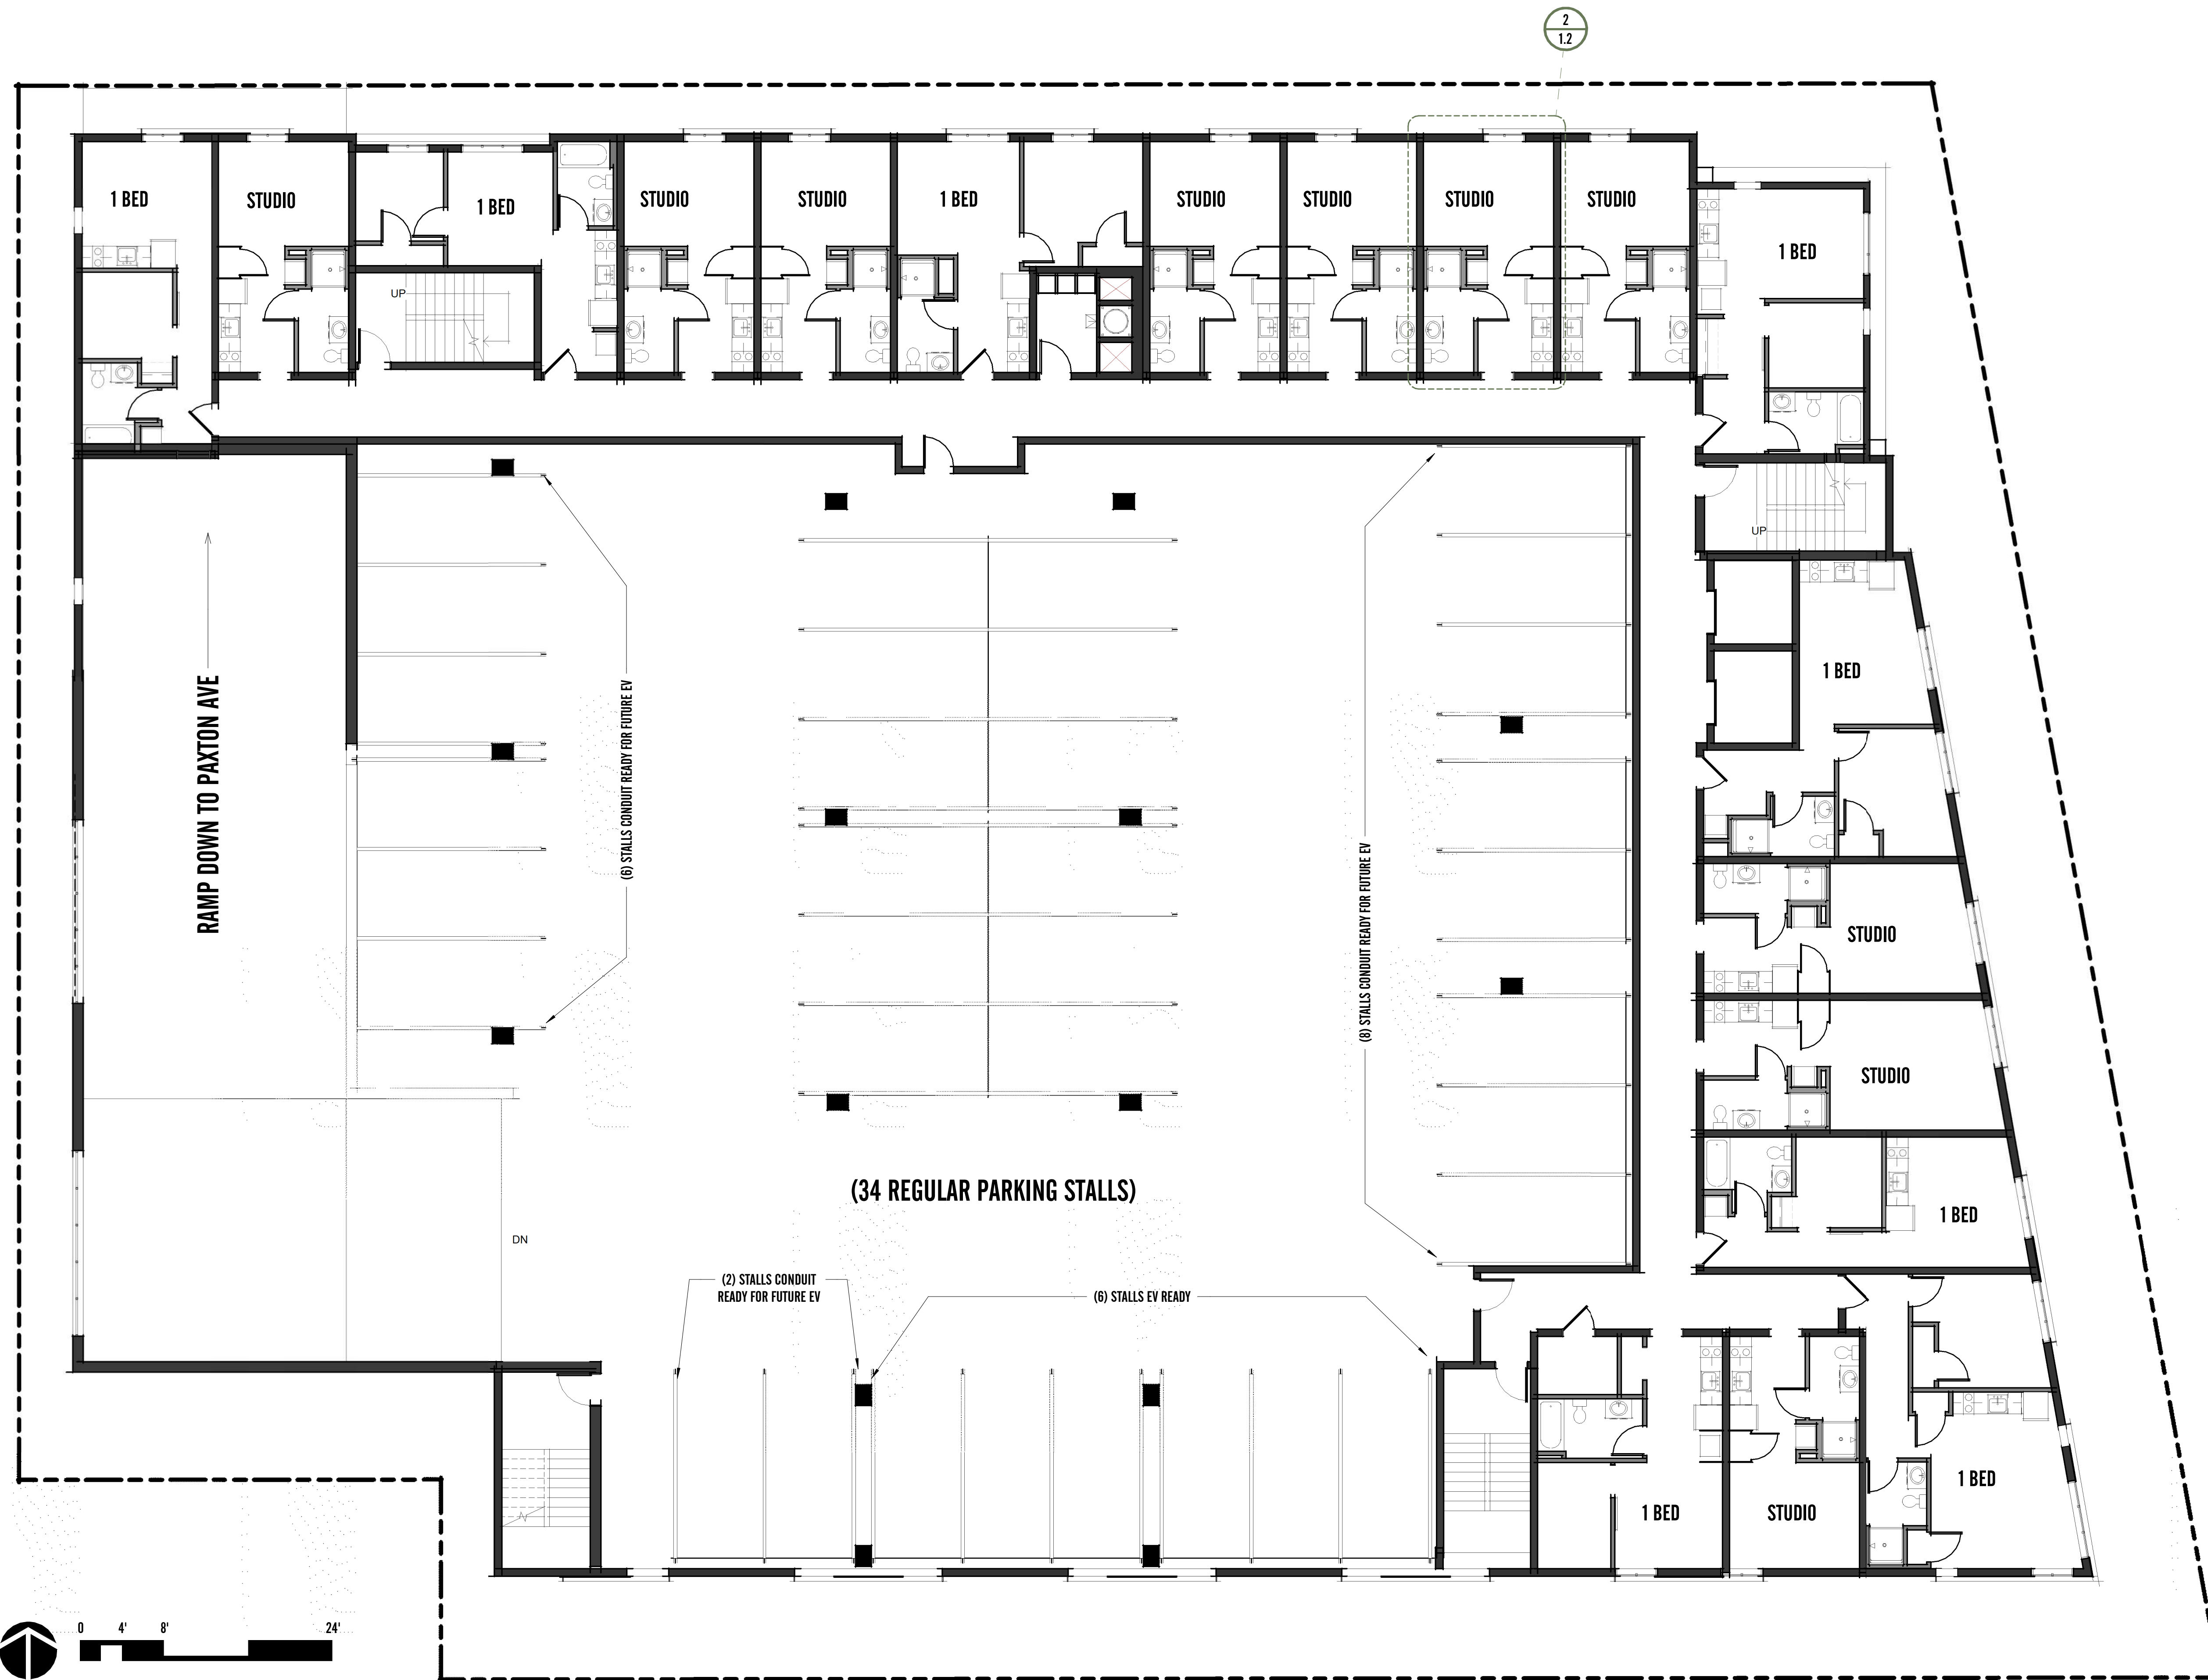 2
1.2
1 BED
STUDIO
1 BED
STUDIO
STUDIO
1 BED
STUDIO
STUDIO
STUDIO
STUDIO
1 BED
UP
UP
1 BED
RAMP DOWN TO PAXTON AVE
(6) STALLS CONDUIT READY FOR FUTURE EV
(8) STALLS CONDUIT READY FOR FUTURE EV
STUDIO
STUDIO
(34 REGULAR PARKING STALLS)
1 BED
DN
(2) STALLS CONDUIT
READY FOR FUTURE EV
(6) STALLS EV READY
1 BED
STUDIO
1 BED
0 4' 8' 24'